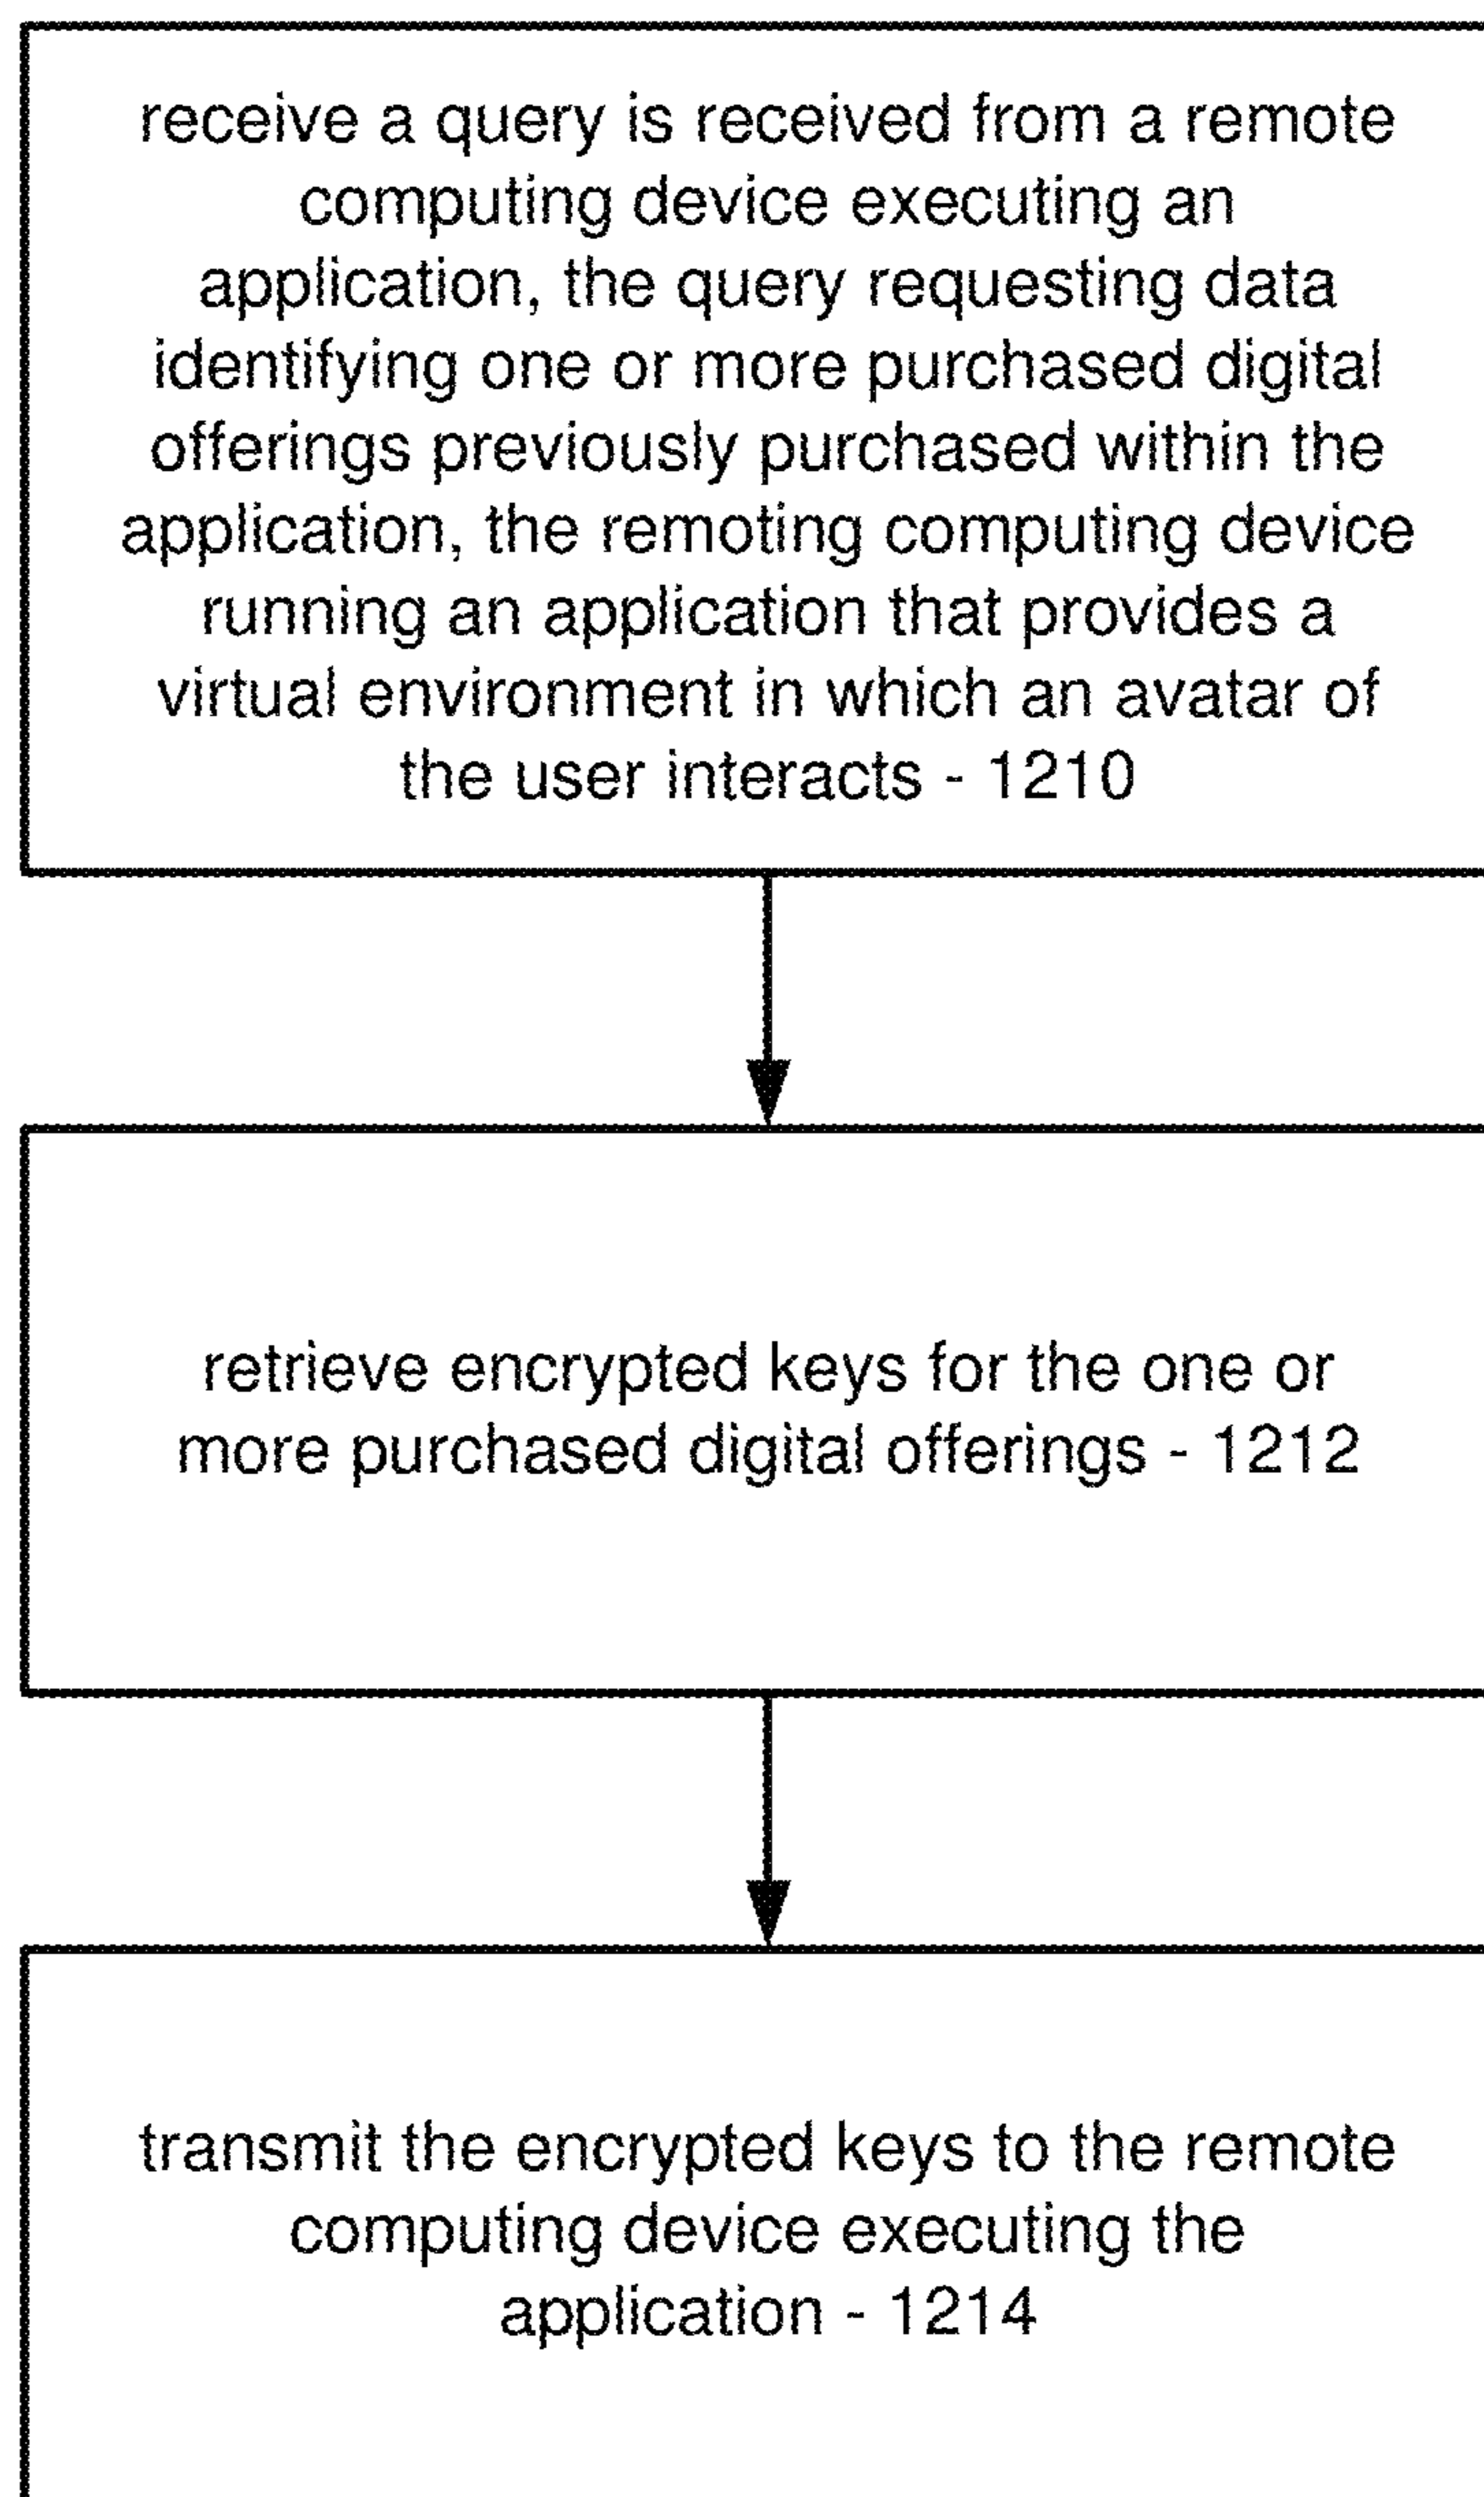 receive a query is received from a remote
computing device executing an
application, the query requesting data
identifying one or more purchased digital
offerings previously purchased within the
application, the remoting computing device
running an application that provides a
virtual environment in which an avatar of
the user interacts - 1210
retrieve encrypted keys for the one or
more purchased digital offerings - 1212
transmit the encrypted keys to the remote
computing device executing the
application - 1214